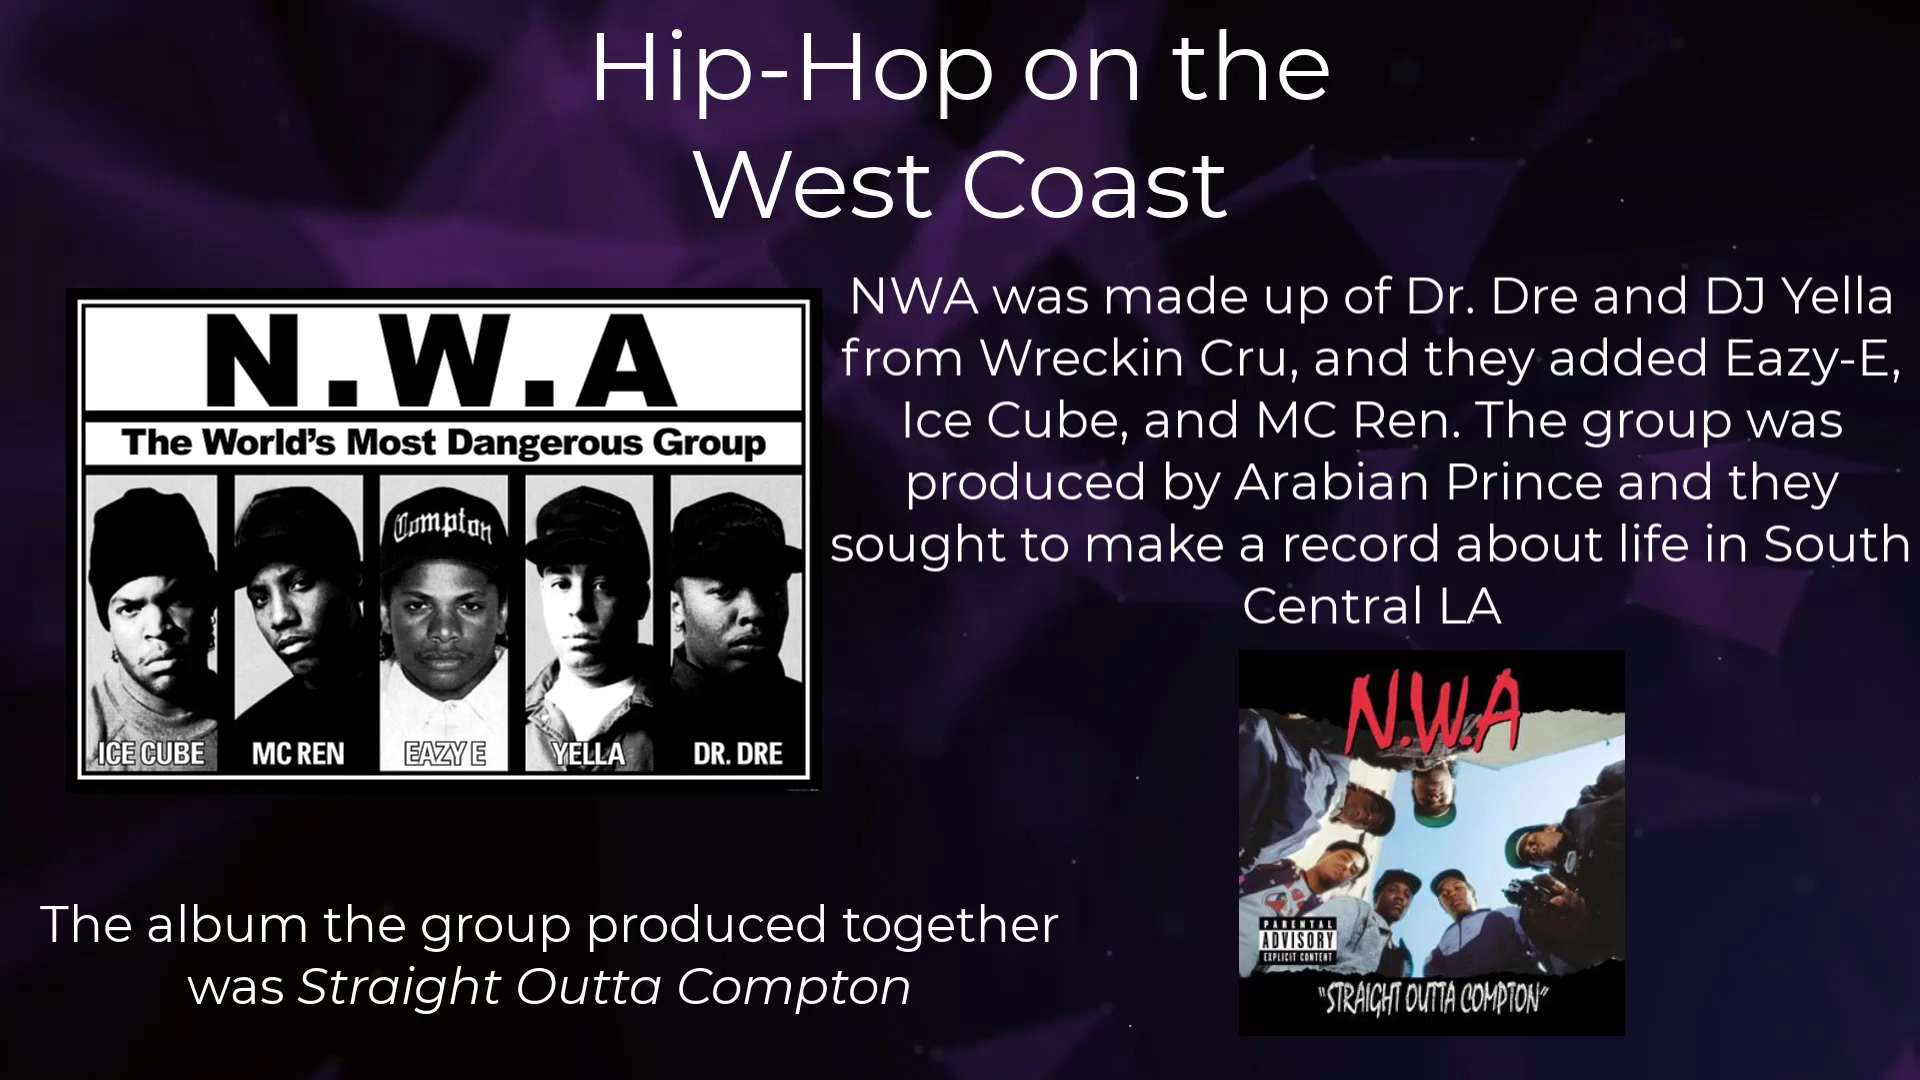 Hip-Hop on the
West Coast
N.W.A
The World's Most Dangerous Group
ICE CUBE
MC REN
EAZY E
YELLA
DR. DRE
NWA was made up of Dr. Dre and DJ Yella
from Wreckin Cru, and they added Eazy-E,
Ice Cube, and MC Ren. The group was
produced by Arabian Prince and they
sought to make a record about life in South
Central LA
Compton
N.W.A
PARENTAL
ADVISORY
EXPLICIT CONTENT
"STRAIGHT OUTTA COMPTON"
The album the group produced together
was Straight Outta Compton